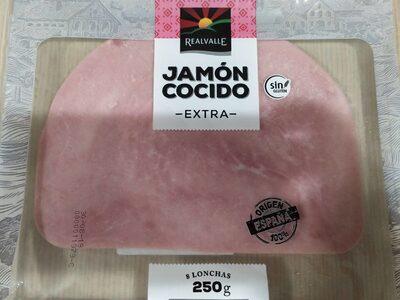 REALVALLE
JAMÓN
COCIDO
EXTRA
sin
GLUTEN
ORIGEN
ESPAÑA
100%
8 LONCHAS
250g